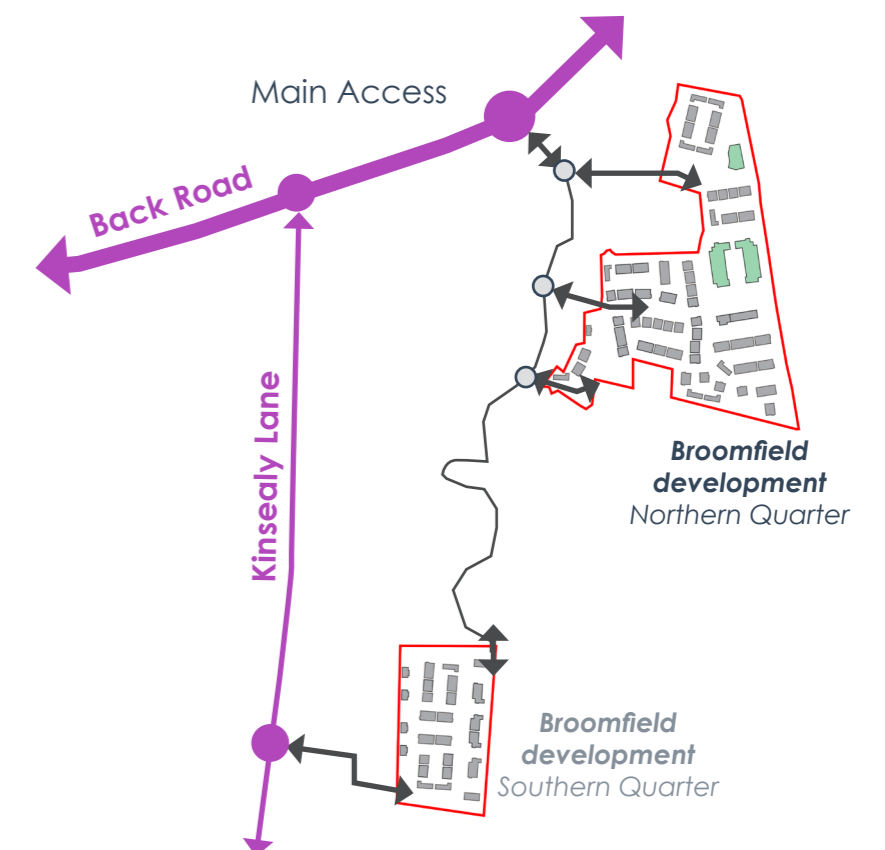 Main Access
Back Road
Kinsealy Lane
Broomfield
development
Northern Quarter
Broomfield
development
Southern Quarter